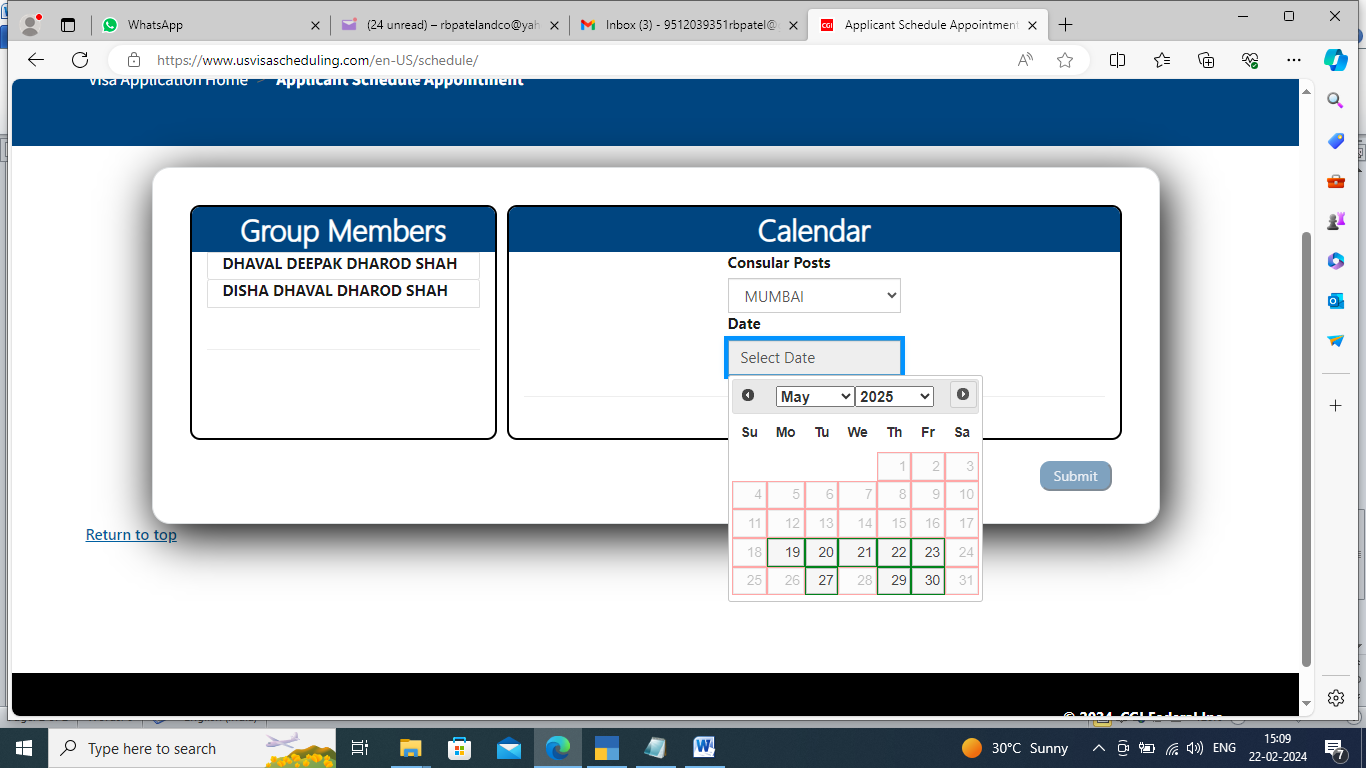 WhatsApp
(24 unread) – rbpatelandco@yah
Inbox (3) - 9512039351rbpatel@g
CGI
Applicant Schedule Appointment
https://www.usvisascheduling.com/en-US/schedule/
Visa Application Home > Applicant Schedule Appointment
Group Members
DHAVAL DEEPAK DHAROD SHAH
DISHA DHAVAL DHAROD SHAH
Calendar
Consular Posts
MUMBAI
Date
Select Date
May 2025
Su Mo Tu We Th Fr Sa
1 2 3
4 5 6 7 8 9 10
11 12 13 14 15 16 17
18 19 20 21 22 23 24
25 26 27 28 29 30 31
Submit
Return to top
© 2024 CGI Federal Inc.
Type here to search
30°C Sunny
ENG
15:09
22-02-2024
7